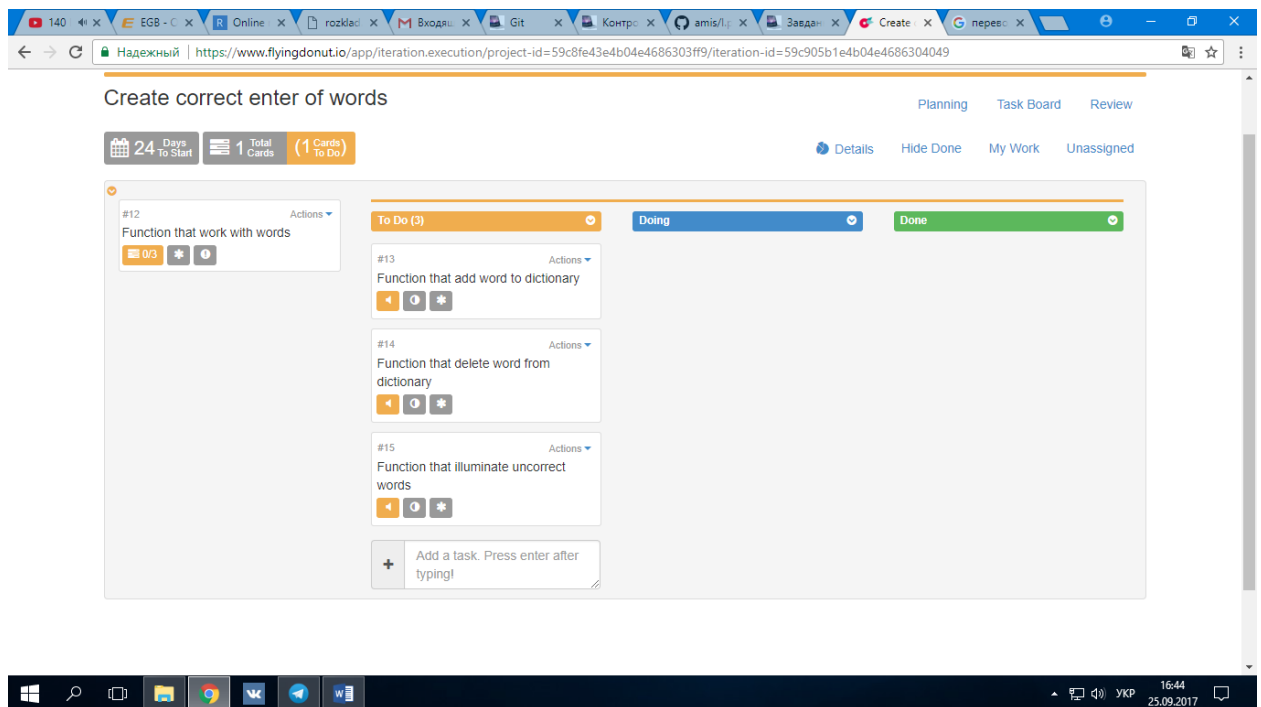 140
EGB - C
Online
rozklad
Входящ
Git
Контро
amis/l.p
Завдан
Create
перево
Надежный | https://www.flyingdonut.io/app/iteration.execution/project-id=59c8fe43e4b04e4686303ff9/iteration-id=59c905b1e4b04e4686304049
Create correct enter of words
Planning Task Board Review
24 Days To Start 1 Total Cards (1 Cards To Do)
Details Hide Done My Work Unassigned
#12 Actions
Function that work with words
0/3
To Do (3)
Doing
Done
#13 Actions
Function that add word to dictionary
#14 Actions
Function that delete word from
dictionary
#15 Actions
Function that illuminate uncorrect
words
Add a task. Press enter after
typing!
УКР
16:44
25.09.2017